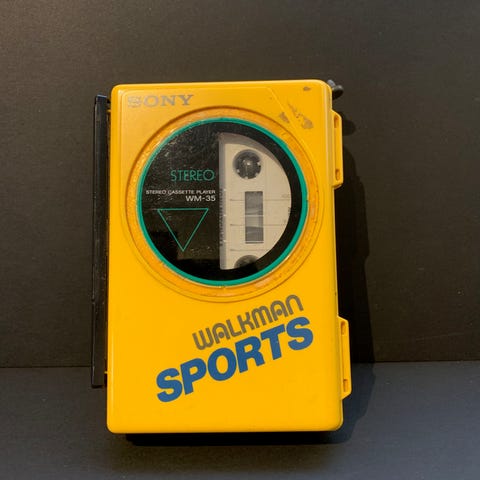 SONY
STEREO
STEREO CASSETTE PLAYER
WM-35
WALKMAN
SPORTS